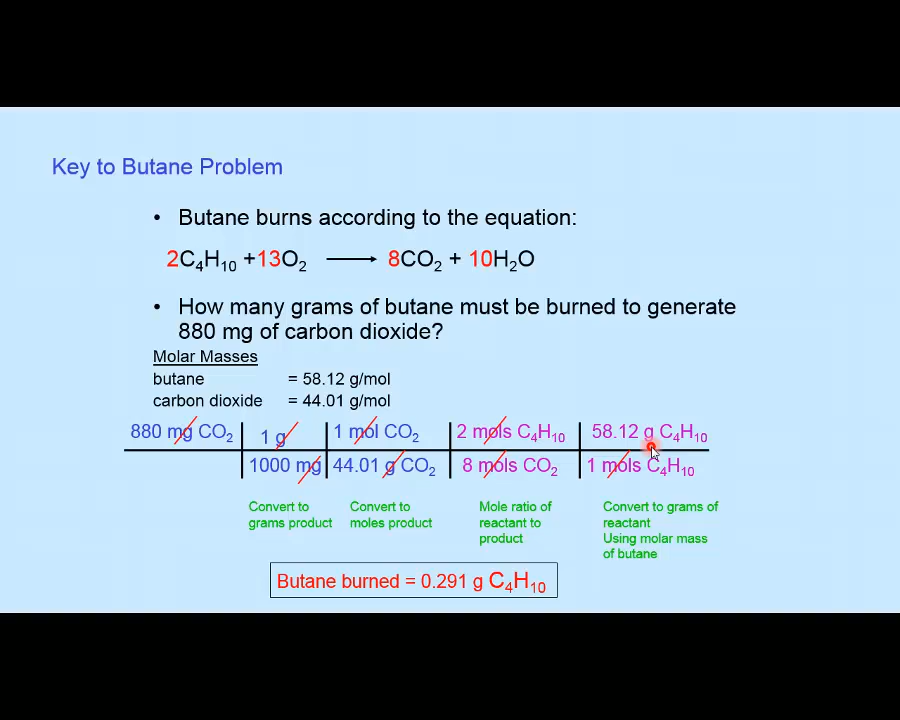 Key to Butane Problem
• Butane burns according to the equation:
2C₄H₁₀ +13O₂ ⟶ 8CO₂ + 10H₂O
• How many grams of butane must be burned to generate
880 mg of carbon dioxide?
Molar Masses
butane = 58.12 g/mol
carbon dioxide = 44.01 g/mol
880 mg CO₂ 1 g 1 mol CO₂ 2 mols C₄H₁₀ 58.12 g C₄H₁₀
1000 mg 44.01 g CO₂ 8 mols CO₂ 1 mols C₄H₁₀
Convert to
grams product
Convert to
moles product
Mole ratio of
reactant to
product
Convert to grams of
reactant
Using molar mass
of butane
Butane burned = 0.291 g C₄H₁₀